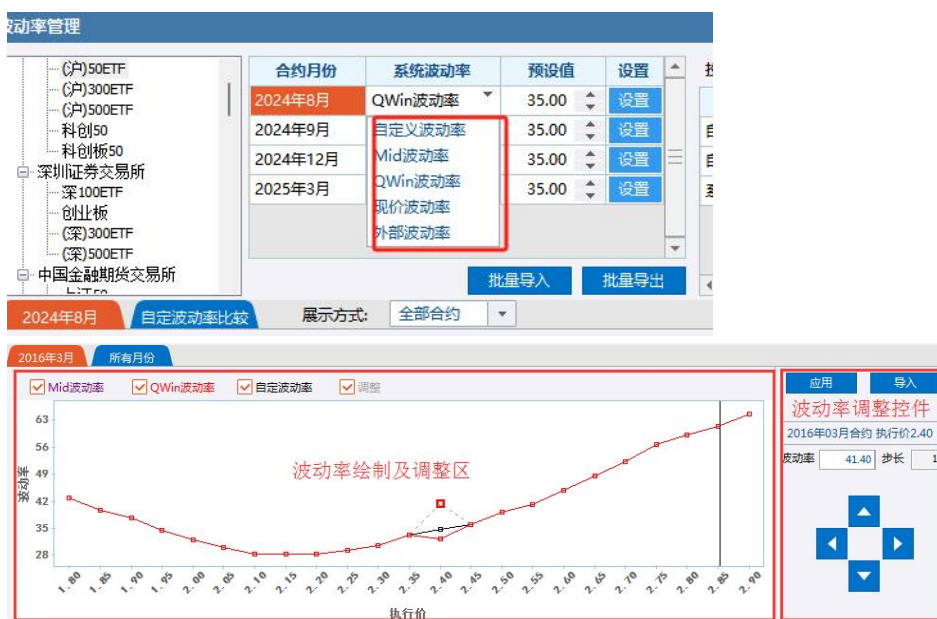 波动率管理
(沪)50ETF
(沪)300ETF
(沪)500ETF
科创50
科创板50
深圳证券交易所
深100ETF
创业板
(深)300ETF
(深)500ETF
中国金融期货交易所
合约月份 系统波动率 预设值 设置
2024年8月 QWin波动率 35.00 设置
2024年9月 35.00 设置
2024年12月 35.00 设置
2025年3月 35.00 设置
自定义波动率
Mid波动率
QWin波动率
现价波动率
外部波动率
批量导入 批量导出
2024年8月 自定波动率比较 展示方式: 全部合约
2016年3月 所有月份
Mid波动率 QWin波动率 自定波动率 调整
波动率绘制及调整区
波动率
63
56
49
42
35
28
1.80 1.85 1.90 1.95 2.00 2.05 2.10 2.15 2.20 2.25 2.30 2.35 2.40 2.45 2.50 2.55 2.60 2.65 2.70 2.75 2.80 2.85 2.90
执行价
应用 导入
波动率调整控件
2016年03月合约 执行价2.40
波动率 41.40 步长 1